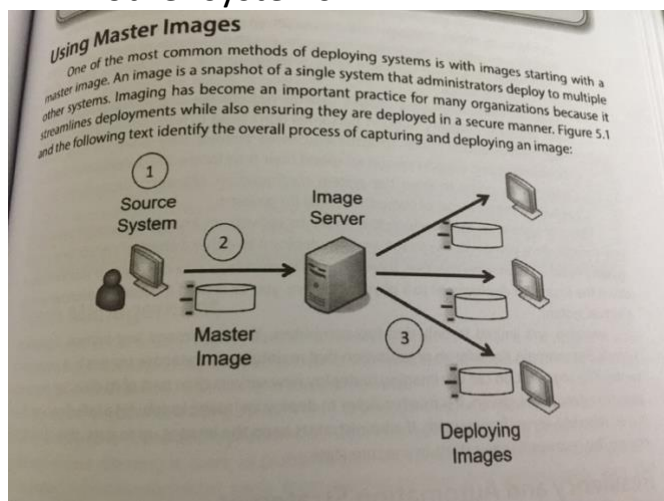 Using Master Images
One of the most common methods of deploying systems is with images starting with a
master image. An image is a snapshot of a single system that administrators deploy to multiple
other systems. Imaging has become an important practice for many organizations because it
streamlines deployments while also ensuring they are deployed in a secure manner. Figure 5.1
and the following text identify the overall process of capturing and deploying an image:
1
Source
System
2
Master
Image
Image
Server
3
Deploying
Images